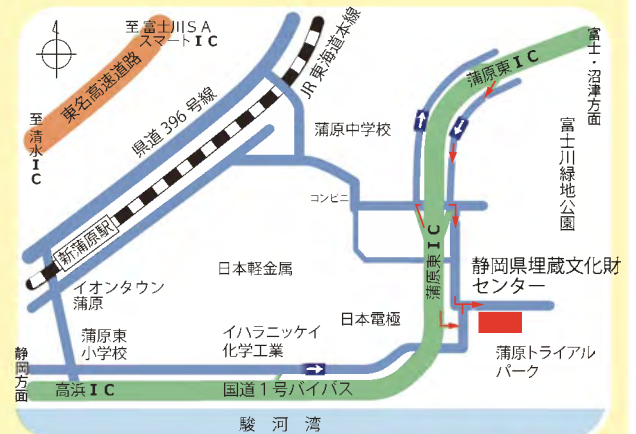 至 富士川ＳＡ
スマートＩＣ
東名高速道路
至 清水ＩＣ
県道 396 号線
JR 東海道本線
新蒲原駅
蒲原中学校
蒲原東ＩＣ
富士・沼津方面
富士川緑地公園
コンビニ
蒲原東ＩＣ
静岡県埋蔵文化財
センター
日本軽金属
イオンタウン
蒲原
日本電極
イハラニッケイ
化学工業
蒲原東
小学校
蒲原トライアル
パーク
静岡方面
高浜ＩＣ
国道１号バイパス
駿 河 湾